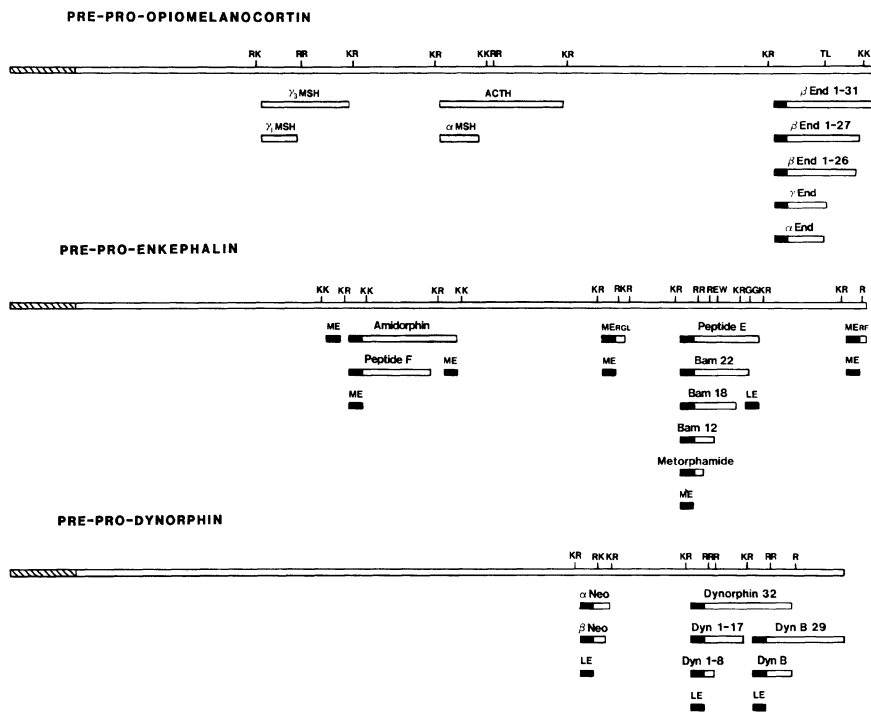 PRE-PRO-OPIOMELANOCORTIN
RK RR KR KR KKRR KR KR TL KK
γ3 MSH ACTH β End 1-31
γ1 MSH α MSH β End 1-27
β End 1-26
γ End
α End
PRE-PRO-ENKEPHALIN
KK KR KK KR KK KR RKR KR RR REW KRGGKR KR R
ME Amidorphin MERGL Peptide E MERF
Peptide F ME ME Bam 22 ME
ME Bam 18 LE
Bam 12
Metorphamide
ME
PRE-PRO-DYNORPHIN
KR RK KR KR RRR KR RR R
α Neo Dynorphin 32
β Neo Dyn 1-17 Dyn B 29
LE Dyn 1-8 Dyn B
LE LE